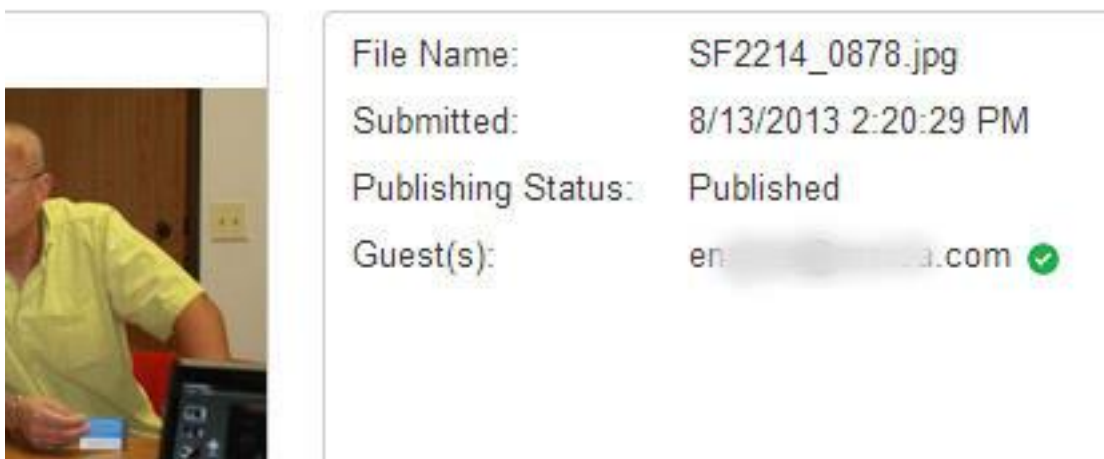 File Name: SF2214_0878.jpg
Submitted: 8/13/2013 2:20:29 PM
Publishing Status: Published
Guest(s):